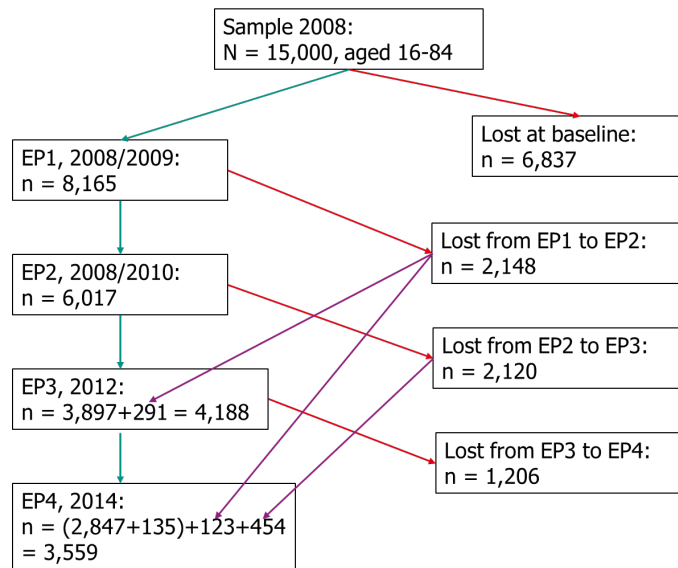 Sample 2008:
N = 15,000, aged 16-84
Lost at baseline:
n = 6,837
EP1, 2008/2009:
n = 8,165
Lost from EP1 to EP2:
n = 2,148
EP2, 2008/2010:
n = 6,017
Lost from EP2 to EP3:
n = 2,120
EP3, 2012:
n = 3,897+291 = 4,188
Lost from EP3 to EP4:
n = 1,206
EP4, 2014:
n = (2,847+135)+123+454
= 3,559